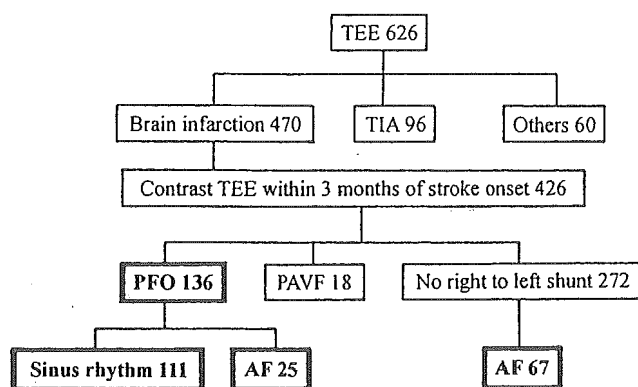 TEE 626
Brain infarction 470
TIA 96
Others 60
Contrast TEE within 3 months of stroke onset 426
PFO 136
PAVF 18
No right to left shunt 272
Sinus rhythm 111
AF 25
AF 67